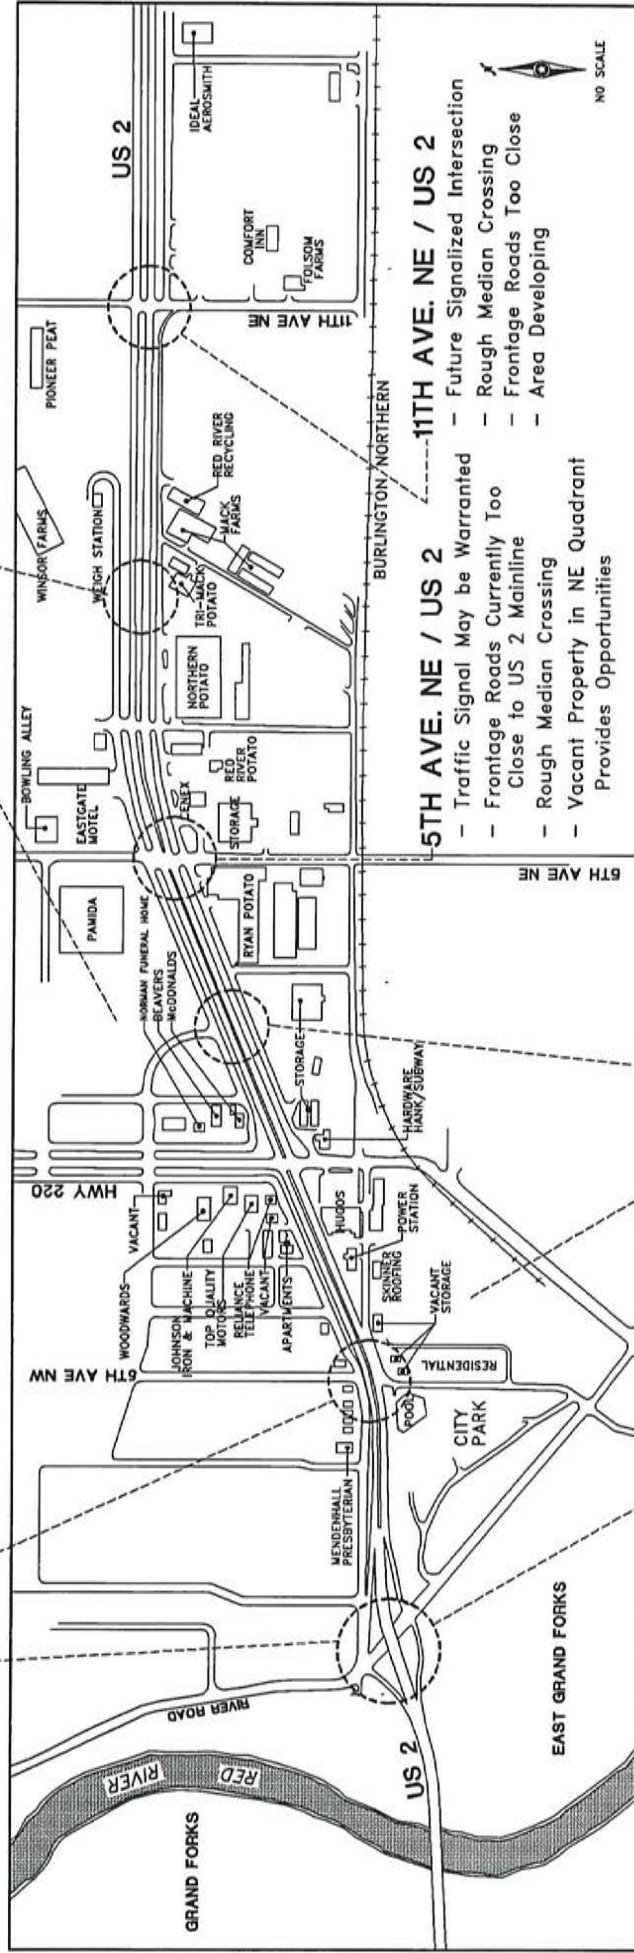 GRAND FORKS
RED
RIVER
RIVER ROAD
US 2
EAST GRAND FORKS
MENDENHALL
PRESBYTERIAN
6TH AVE NW
POOL
CITY
PARK
RESIDENTIAL
WOODWARDS
VACANT
HWY 220
JOHNSON
IRON & MACHINE
TOP QUALITY
MOTORS
RELIANCE
TELEPHONE
VACANT
APARTMENTS
HUGOS
POWER
STATION
SKINNER
ROOFING
VACANT
STORAGE
HARDWARE
HANK/SUBWAY
STORAGE
NORMAN FUNERAL HOME
BEAVERS
McDONALDS
PAMIDA
BOWLING ALLEY
EASTGATE
MOTEL
RYAN POTATO
CENEX
STORAGE
RED
RIVER
POTATO
NORTHERN
POTATO
TRI-MACK
POTATO
MACK
FARMS
RED RIVER
RECYCLING
WINSOR FARMS
WEIGH STATION
PIONEER PEAT
US 2
11TH AVE NE
COMFORT
INN
FOLSOM
FARMS
IDEAL
AEROSMITH
BURLINGTON NORTHERN
5TH AVE NE
5TH AVE. NE / US 2
- Traffic Signal May be Warranted
- Frontage Roads Currently Too
Close to US 2 Mainline
- Rough Median Crossing
- Vacant Property in NE Quadrant
Provides Opportunities
11TH AVE. NE / US 2
- Future Signalized Intersection
- Rough Median Crossing
- Frontage Roads Too Close
- Area Developing
NO SCALE